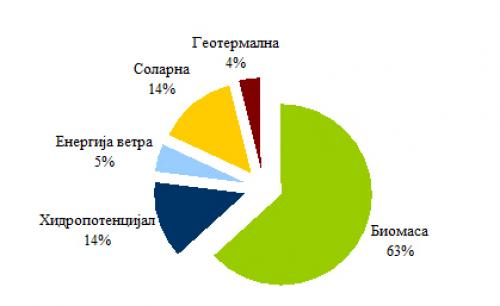 Геотермална
4%
Соларна
14%
Енергија ветра
5%
Хидропотенцијал
14%
Биомаса
63%